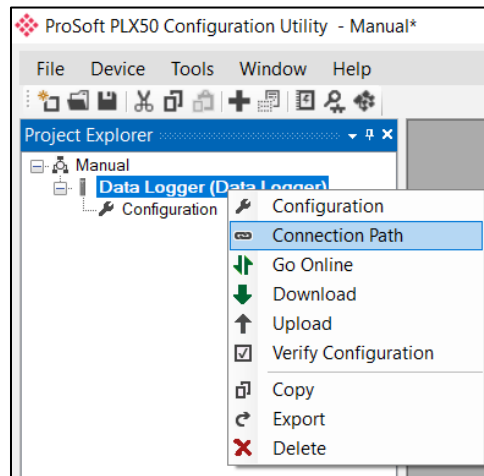 ProSoft PLX50 Configuration Utility - Manual*
File Device Tools Window Help
Project Explorer
Manual
Data Logger (Data Logger)
Configuration
Configuration
Connection Path
Go Online
Download
Upload
Verify Configuration
Copy
Export
Delete